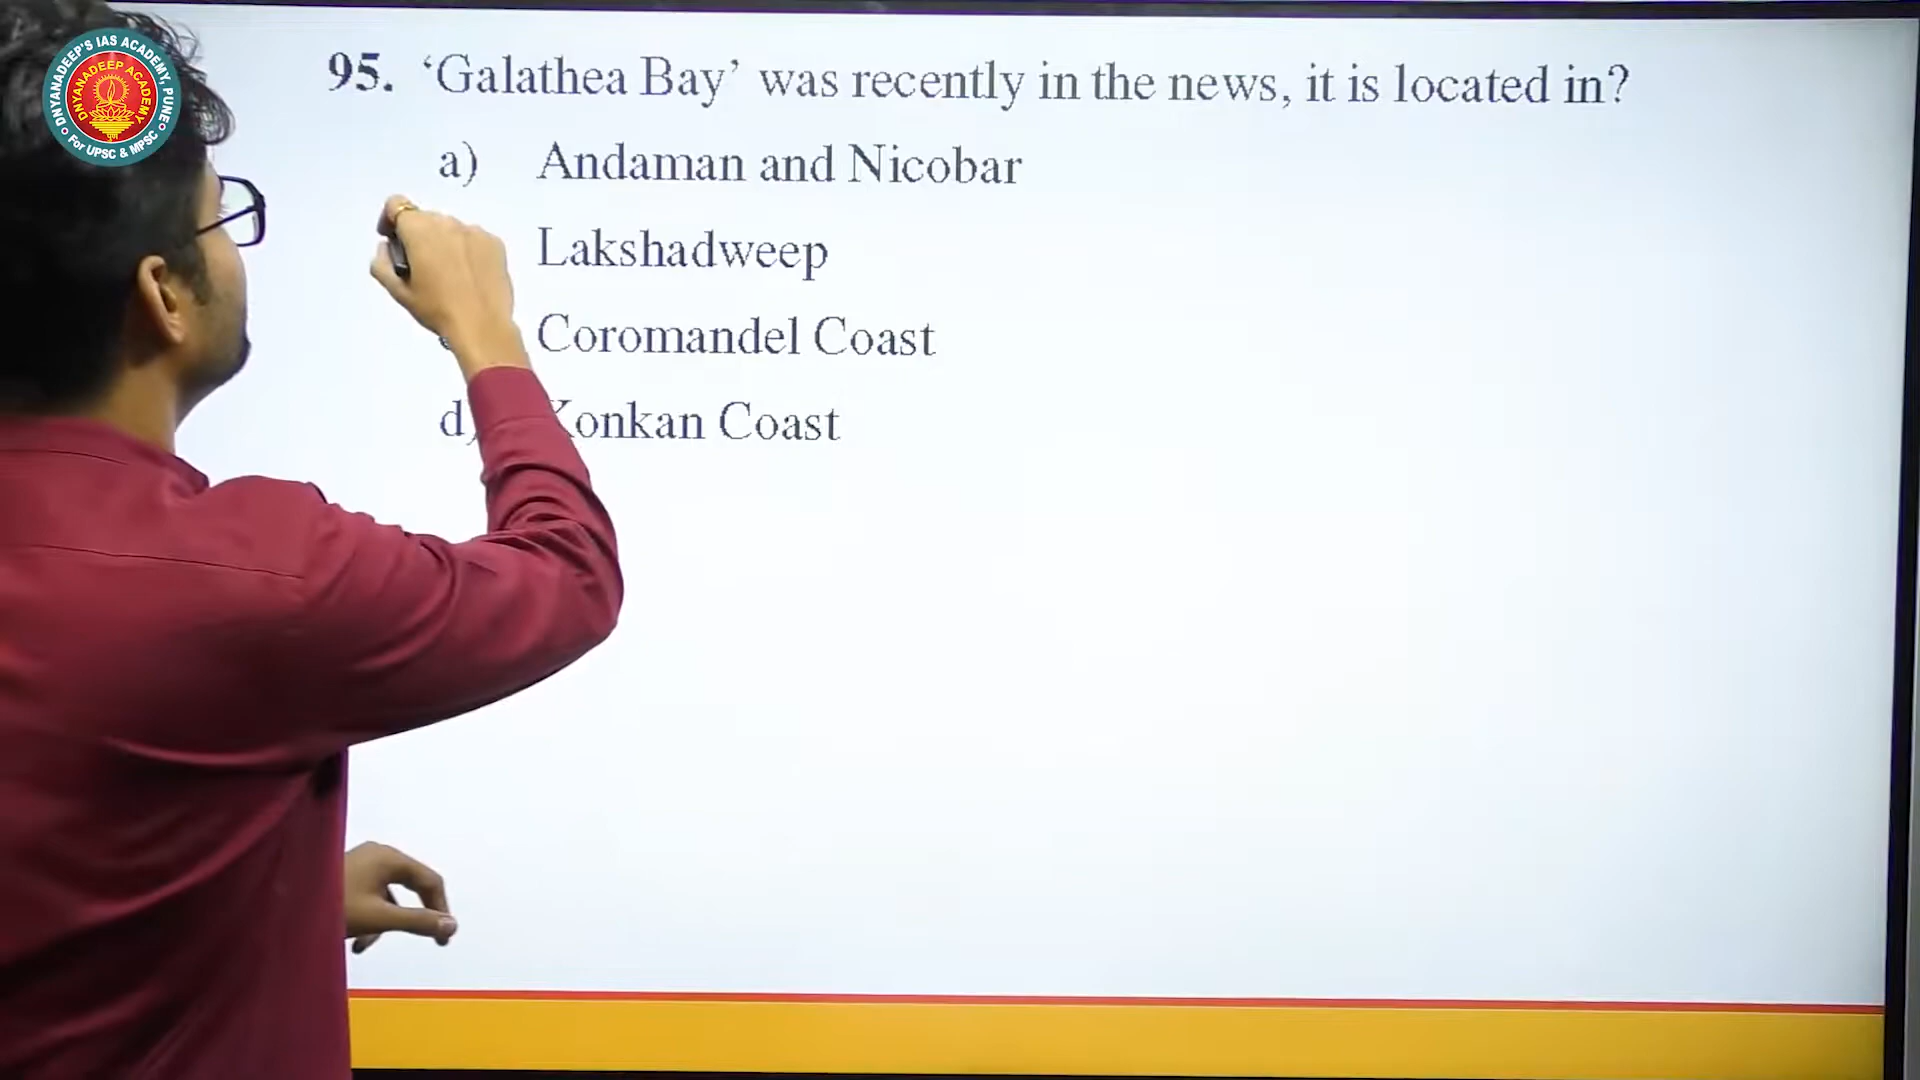 DNYANADEEP'S IAS ACADEMY, PUNE
DNYANADEEP ACADEMY
पुणे
For UPSC & MPSC
95. ‘Galathea Bay’ was recently in the news, it is located in?
a) Andaman and Nicobar
Lakshadweep
Coromandel Coast
d) Konkan Coast